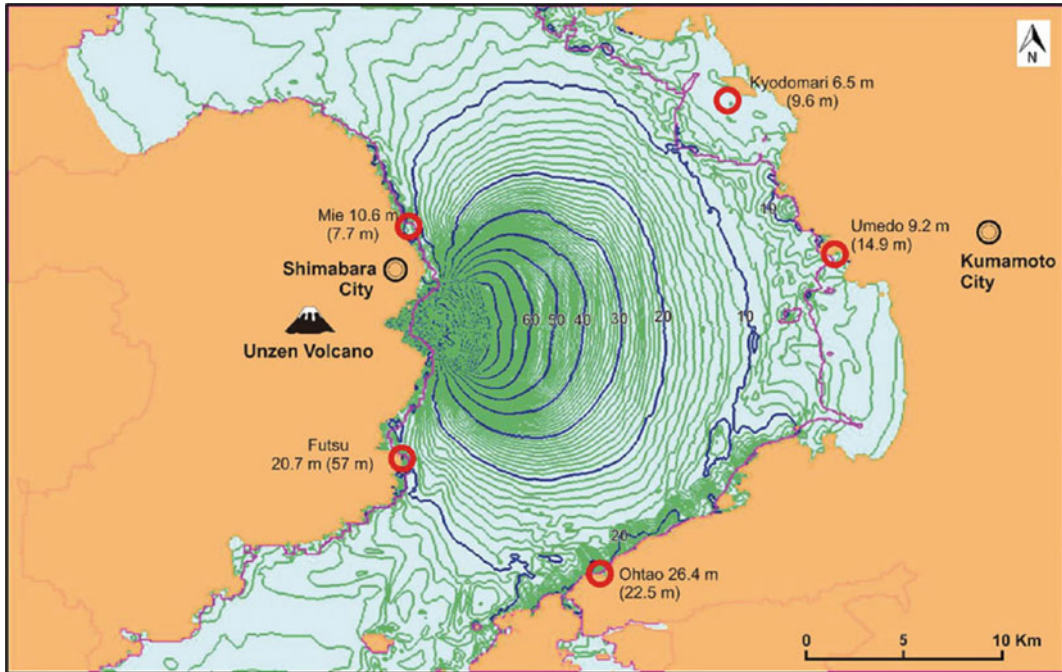 N
Kyodomari 6.5 m
(9.6 m)
Mie 10.6 m
(7.7 m)
10
Umedo 9.2 m
(14.9 m)
Shimabara
City
Kumamoto
City
60 50 40 30 20 10
Unzen Volcano
Futsu
20.7 m (57 m)
20
Ohtao 26.4 m
(22.5 m)
0 5 10 Km